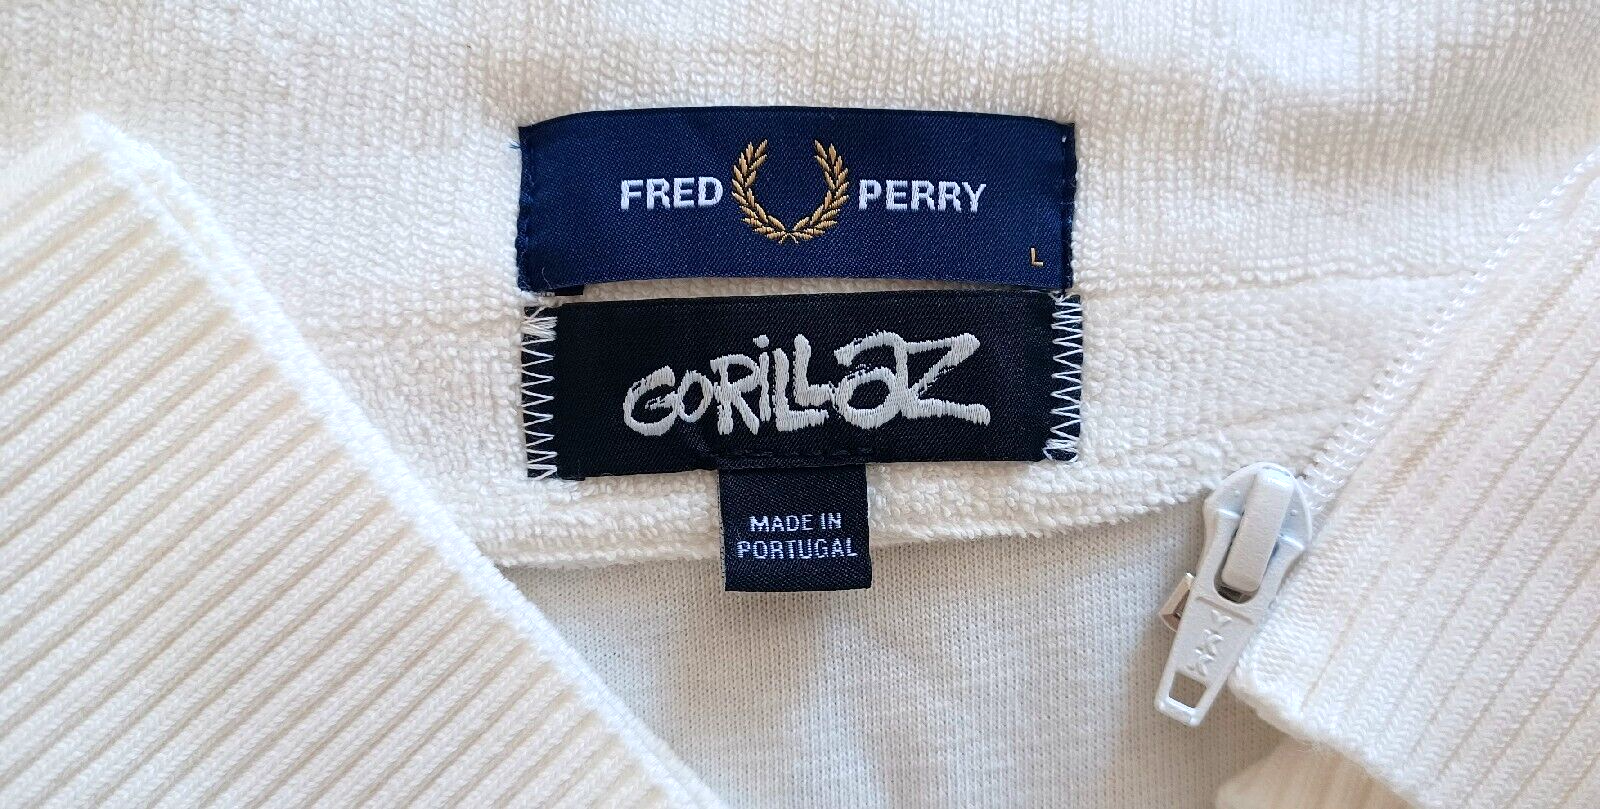 FRED PERRY
L
GORILLAZ
MADE IN
PORTUGAL
YKK